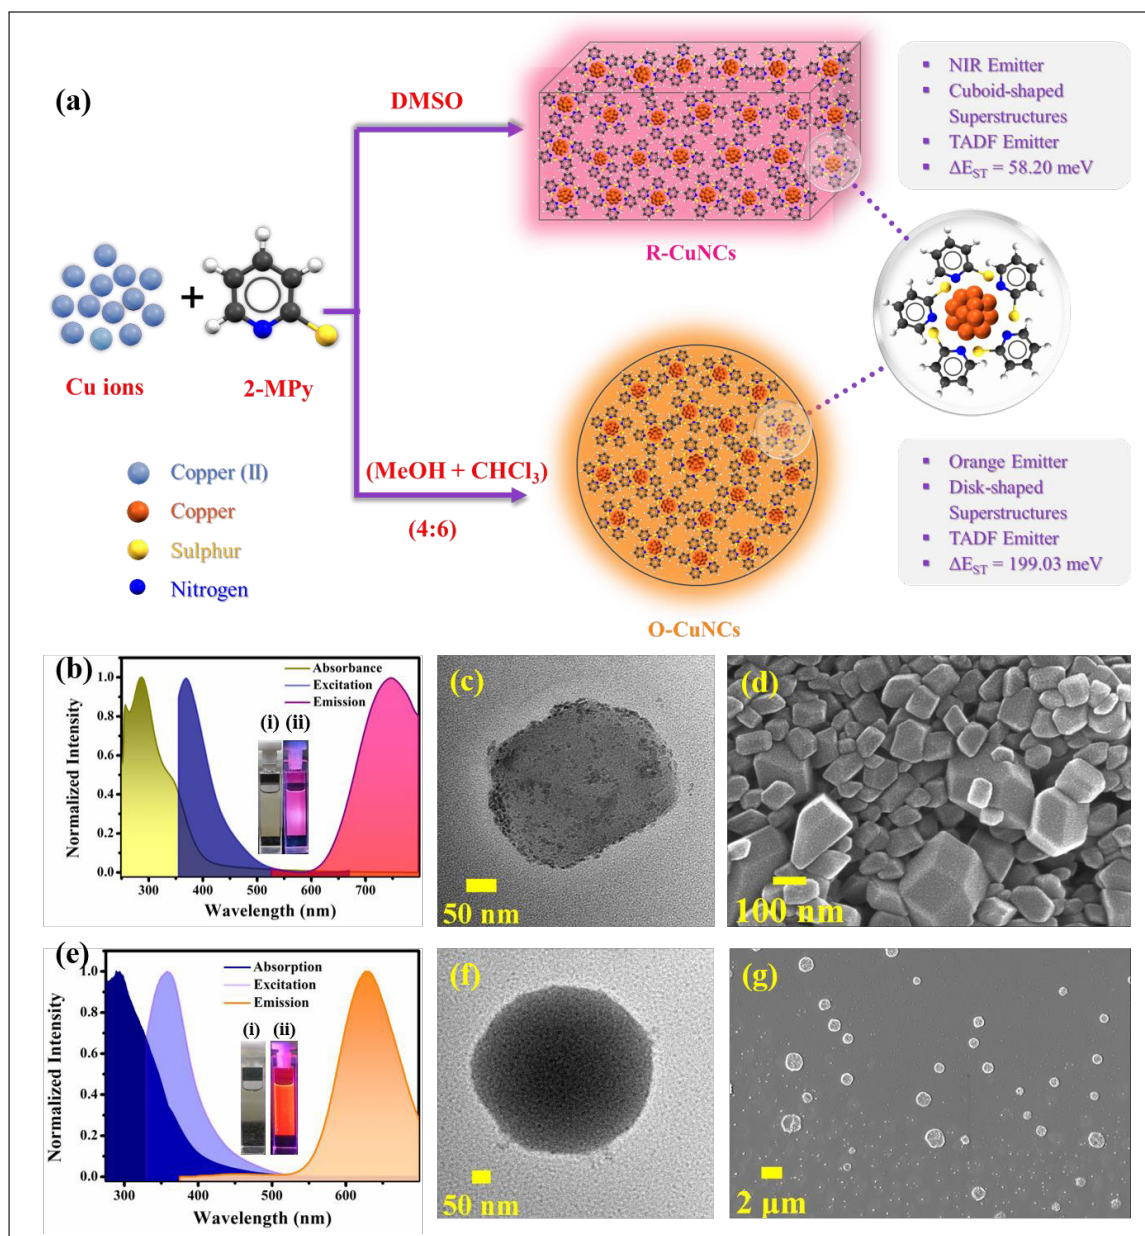 (a)
DMSO
Cu ions
+
2-MPy
(MeOH + CHCl₃)
(4:6)
Copper (II)
Copper
Sulphur
Nitrogen
R-CuNCs
O-CuNCs
▪ NIR Emitter
▪ Cuboid-shaped
Superstructures
▪ TADF Emitter
▪ ΔE_ST = 58.20 meV
▪ Orange Emitter
▪ Disk-shaped
Superstructures
▪ TADF Emitter
▪ ΔE_ST = 199.03 meV
(b)
Absorbance
Excitation
Emission
(i) (ii)
Normalized Intensity
1.0
0.8
0.6
0.4
0.2
0.0
300 400 500 600 700
Wavelength (nm)
(c)
50 nm
(d)
100 nm
(e)
Absorption
Excitation
Emission
(i) (ii)
Normalized Intensity
1.0
0.8
0.6
0.4
0.2
0.0
300 400 500 600
Wavelength (nm)
(f)
50 nm
(g)
2 µm